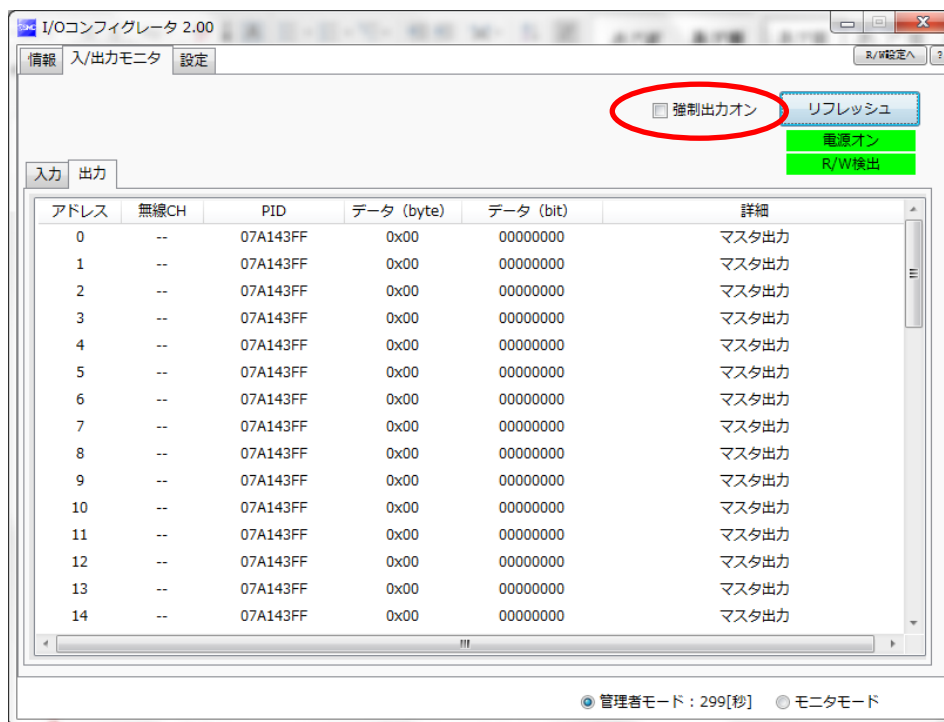 I/Oコンフィグレータ 2.00
情報 入/出力モニタ 設定 R/W設定へ ?
強制出力オン リフレッシュ
電源オン
R/W検出
入力 出力
アドレス 無線CH PID データ (byte) データ (bit) 詳細
0 -- 07A143FF 0x00 00000000 マスタ出力
1 -- 07A143FF 0x00 00000000 マスタ出力
2 -- 07A143FF 0x00 00000000 マスタ出力
3 -- 07A143FF 0x00 00000000 マスタ出力
4 -- 07A143FF 0x00 00000000 マスタ出力
5 -- 07A143FF 0x00 00000000 マスタ出力
6 -- 07A143FF 0x00 00000000 マスタ出力
7 -- 07A143FF 0x00 00000000 マスタ出力
8 -- 07A143FF 0x00 00000000 マスタ出力
9 -- 07A143FF 0x00 00000000 マスタ出力
10 -- 07A143FF 0x00 00000000 マスタ出力
11 -- 07A143FF 0x00 00000000 マスタ出力
12 -- 07A143FF 0x00 00000000 マスタ出力
13 -- 07A143FF 0x00 00000000 マスタ出力
14 -- 07A143FF 0x00 00000000 マスタ出力
管理者モード：299[秒] モニタモード